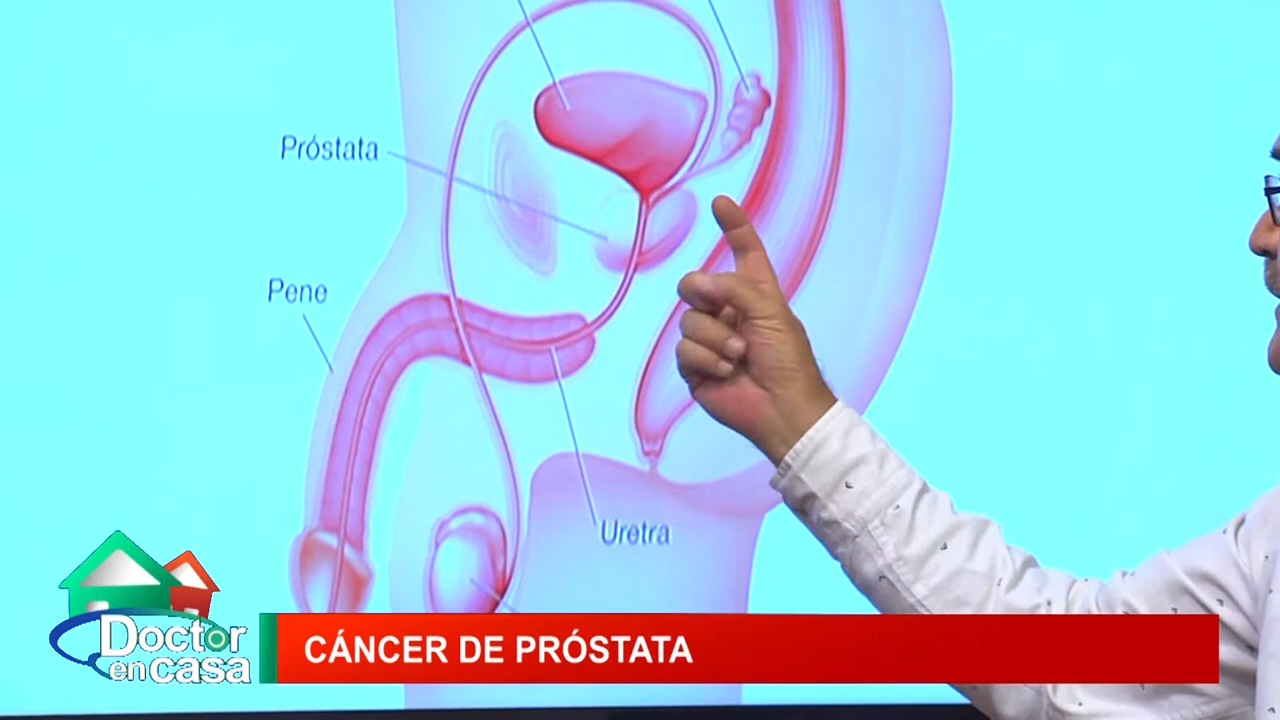 Próstata
Pene
Uretra
Doctor
en casa
CÁNCER DE PRÓSTATA